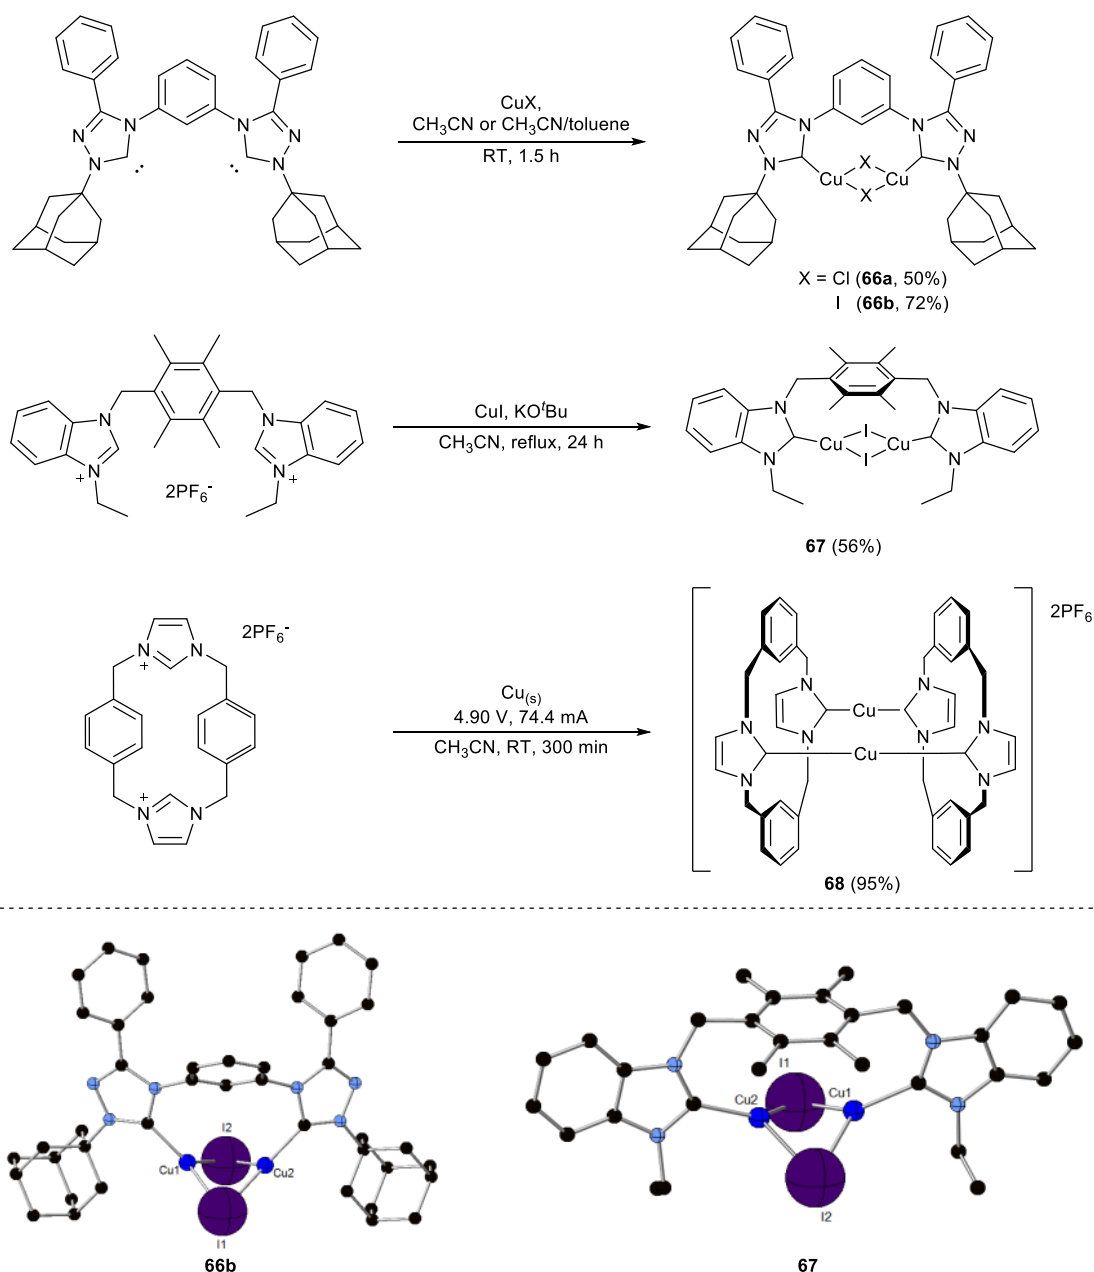 CuX,
CH3CN or CH3CN/toluene
RT, 1.5 h
N
N
N
N
N
N
N
N
N
N
N
N
X
Cu
Cu
X
X = Cl (66a, 50%)
I (66b, 72%)
N
N
+
N
N
+
2PF6-
CuI, KOtBu
CH3CN, reflux, 24 h
N
N
I
Cu
Cu
I
N
N
67 (56%)
N
+
N
2PF6-
+
N
N
Cu(s)
4.90 V, 74.4 mA
CH3CN, RT, 300 min
2PF6
N
N
Cu
N
N
N
N
Cu
N
N
68 (95%)
I1
Cu2
Cu1
I2
I2
Cu1
Cu2
I1
66b
67